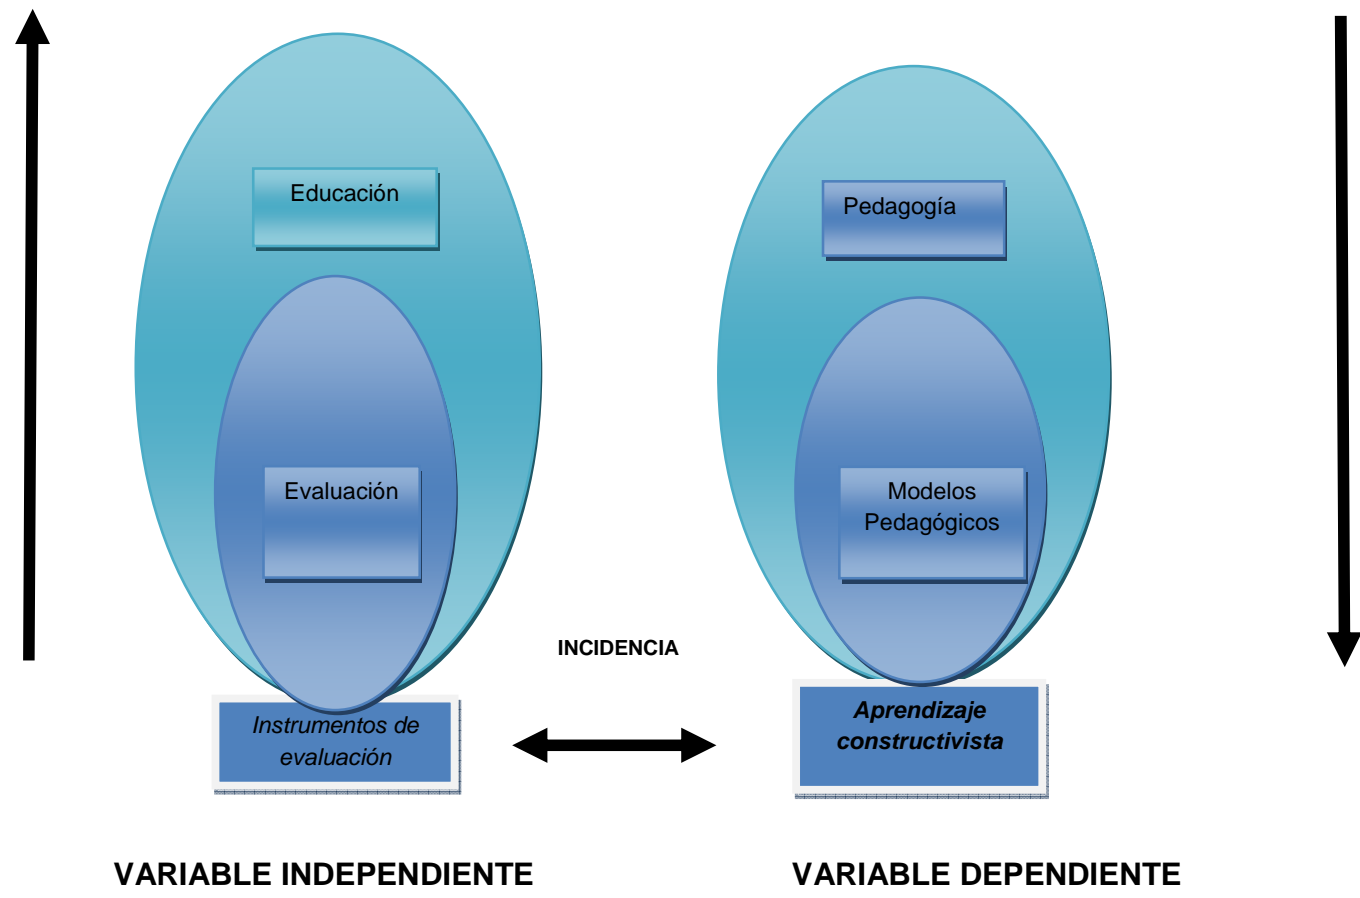 Educación
Evaluación
Instrumentos de
evaluación
INCIDENCIA
Pedagogía
Modelos
Pedagógicos
Aprendizaje
constructivista
VARIABLE INDEPENDIENTE
VARIABLE DEPENDIENTE